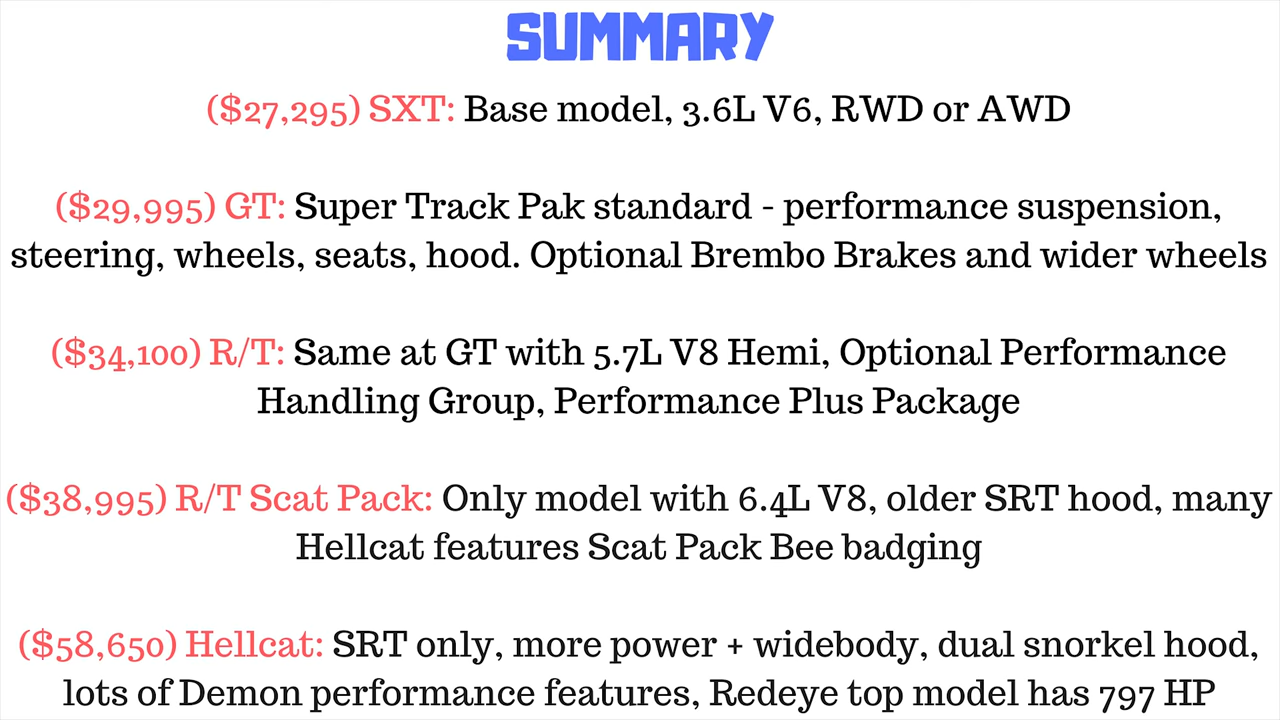 SUMMARY
($27,295) SXT: Base model, 3.6L V6, RWD or AWD
($29,995) GT: Super Track Pak standard - performance suspension,
steering, wheels, seats, hood. Optional Brembo Brakes and wider wheels
($34,100) R/T: Same at GT with 5.7L V8 Hemi, Optional Performance
Handling Group, Performance Plus Package
($38,995) R/T Scat Pack: Only model with 6.4L V8, older SRT hood, many
Hellcat features Scat Pack Bee badging
($58,650) Hellcat: SRT only, more power + widebody, dual snorkel hood,
lots of Demon performance features, Redeye top model has 797 HP